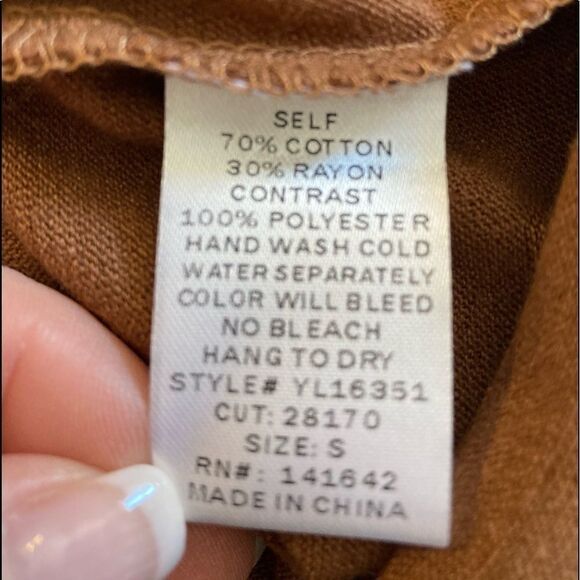 SELF
70% COTTON
30% RAYON
CONTRAST
100% POLYESTER
HAND WASH COLD
WATER SEPARATELY
COLOR WILL BLEED
NO BLEACH
HANG TO DRY
STYLE# YL16351
CUT: 28170
SIZE: S
RN#: 141642
MADE IN CHINA